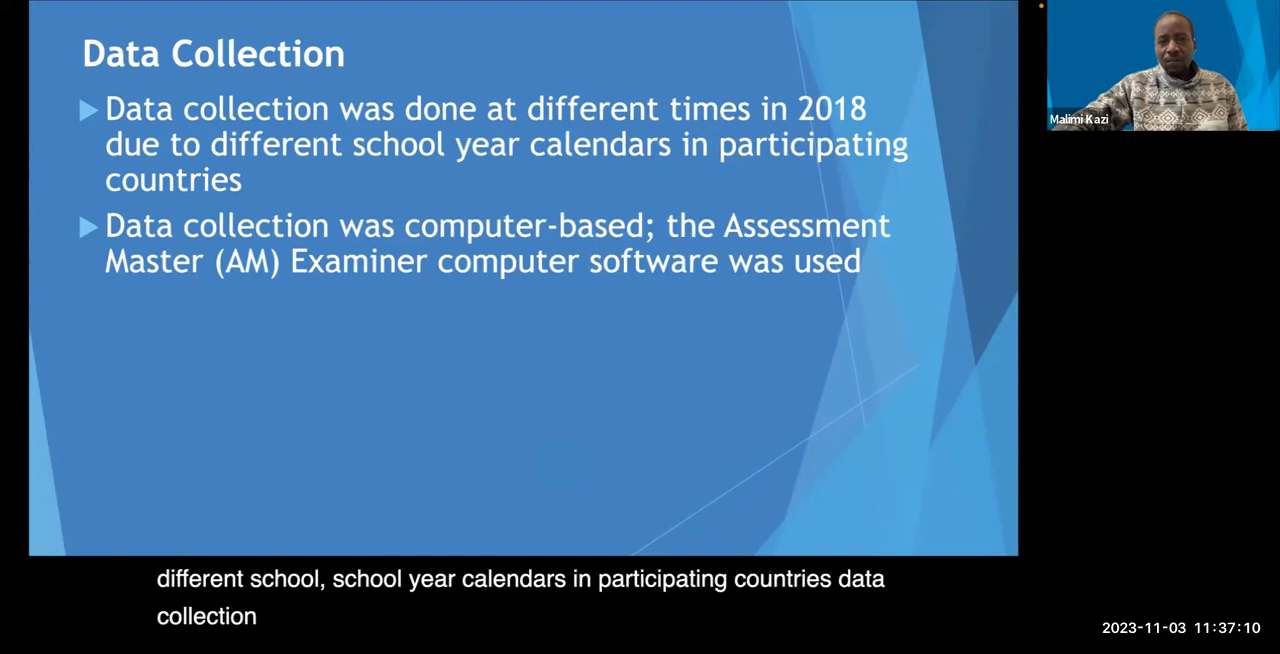 Data Collection
Data collection was done at different times in 2018
due to different school year calendars in participating
countries
Data collection was computer-based; the Assessment
Master (AM) Examiner computer software was used
Malimi Kazi
different school, school year calendars in participating countries data
collection
2023-11-03 11:37:10